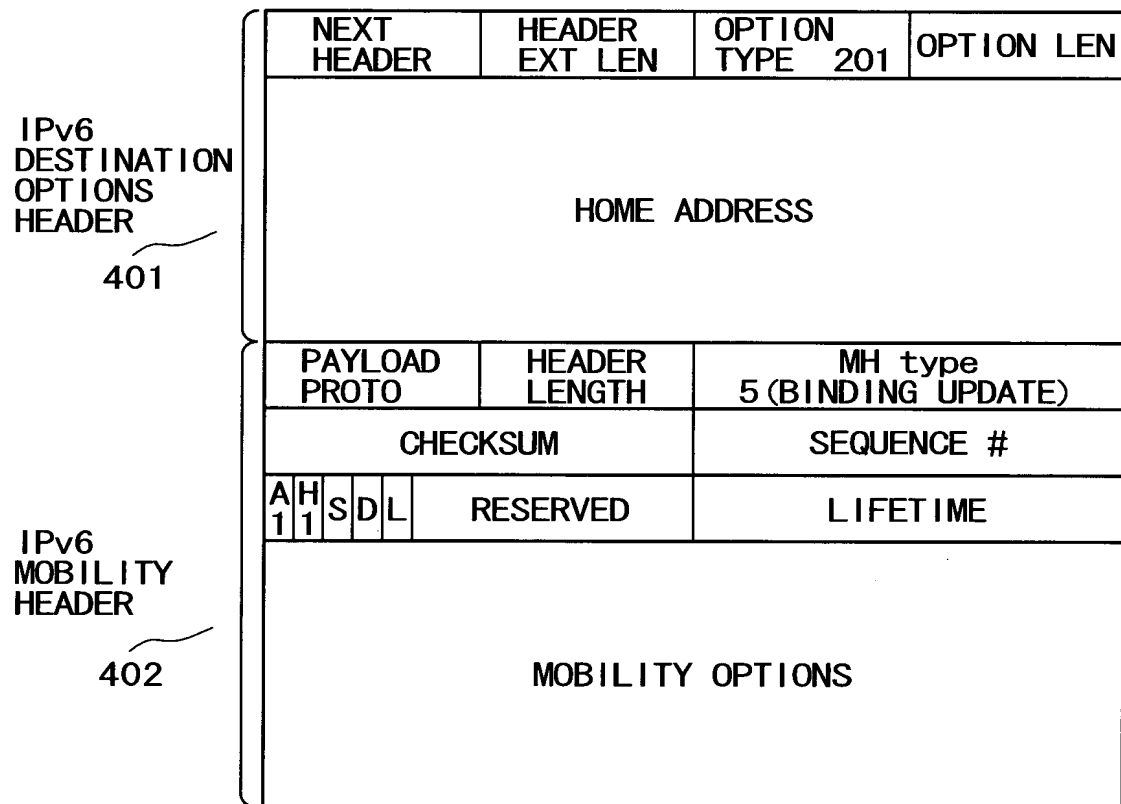 NEXT HEADER
HEADER EXT LEN
OPTION TYPE 201
OPTION LEN
IPv6
DESTINATION
OPTIONS
HEADER
401
HOME ADDRESS
PAYLOAD PROTO
HEADER LENGTH
MH type
5(BINDING UPDATE)
CHECKSUM
SEQUENCE #
A 1
H 1
S
D
L
RESERVED
LIFETIME
IPv6
MOBILITY
HEADER
402
MOBILITY OPTIONS